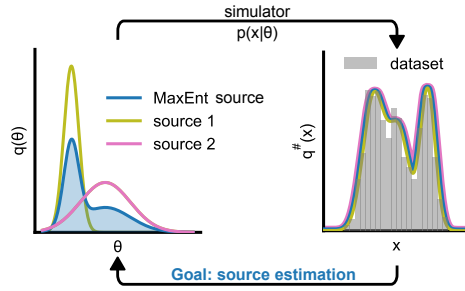 simulator
p(x|θ)
q(θ)
MaxEnt source
source 1
source 2
θ
dataset
q#(x)
x
Goal: source estimation